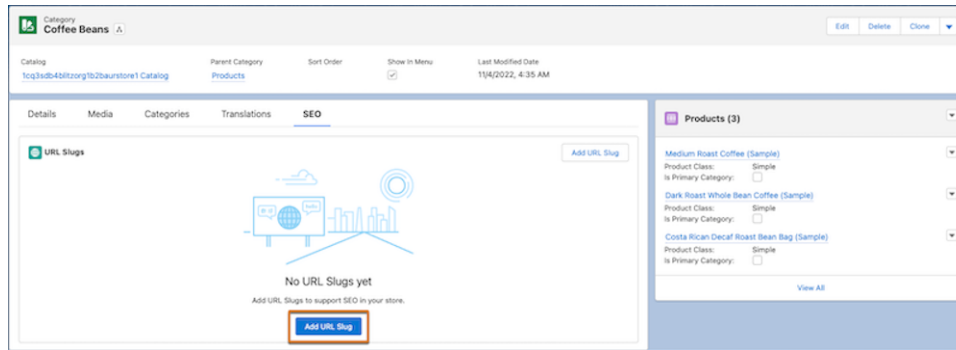 Category
Coffee Beans
Edit Delete Clone
Catalog Parent Category Sort Order Show In Menu Last Modified Date
1cq3sdb4blitzorg1b2baurstore1 Catalog Products 11/4/2022, 4:35 AM
Details Media Categories Translations SEO
URL Slugs
Add URL Slug
hello
No URL Slugs yet
Add URL Slugs to support SEO in your store.
Add URL Slug
Products (3)
Medium Roast Coffee (Sample)
Product Class: Simple
Is Primary Category:
Dark Roast Whole Bean Coffee (Sample)
Product Class: Simple
Is Primary Category:
Costa Rican Decaf Roast Bean Bag (Sample)
Product Class: Simple
Is Primary Category:
View All